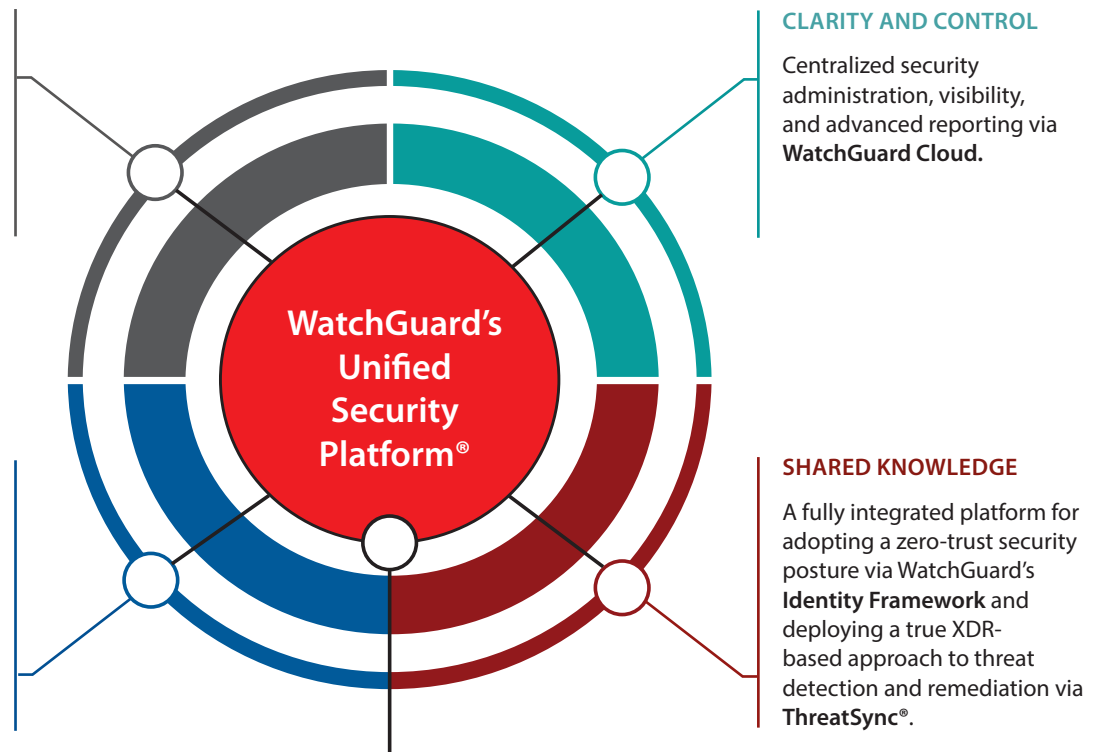 CLARITY AND CONTROL
Centralized security
administration, visibility,
and advanced reporting via
WatchGuard Cloud.
WatchGuard’s
Unified
Security
Platform®
SHARED KNOWLEDGE
A fully integrated platform for
adopting a zero-trust security
posture via WatchGuard’s
Identity Framework and
deploying a true XDR-
based approach to threat
detection and remediation via
ThreatSync®.